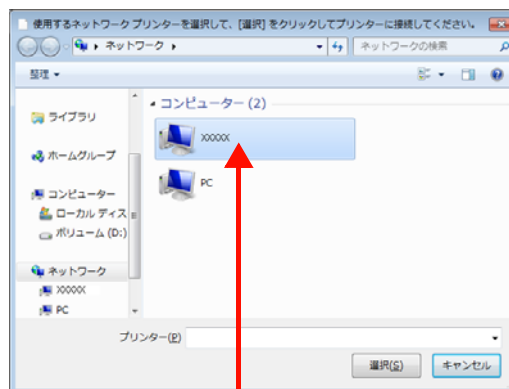 使用するネットワーク プリンターを選択して、[選択] をクリックしてプリンターに接続してください。
ネットワーク
ネットワークの検索
整理
ライブラリ
ホームグループ
コンピューター
ローカル ディス
ボリューム (D:)
ネットワーク
XXXXX
PC
コンピューター (2)
XXXXX
PC
プリンター(P)
選択(S)
キャンセル